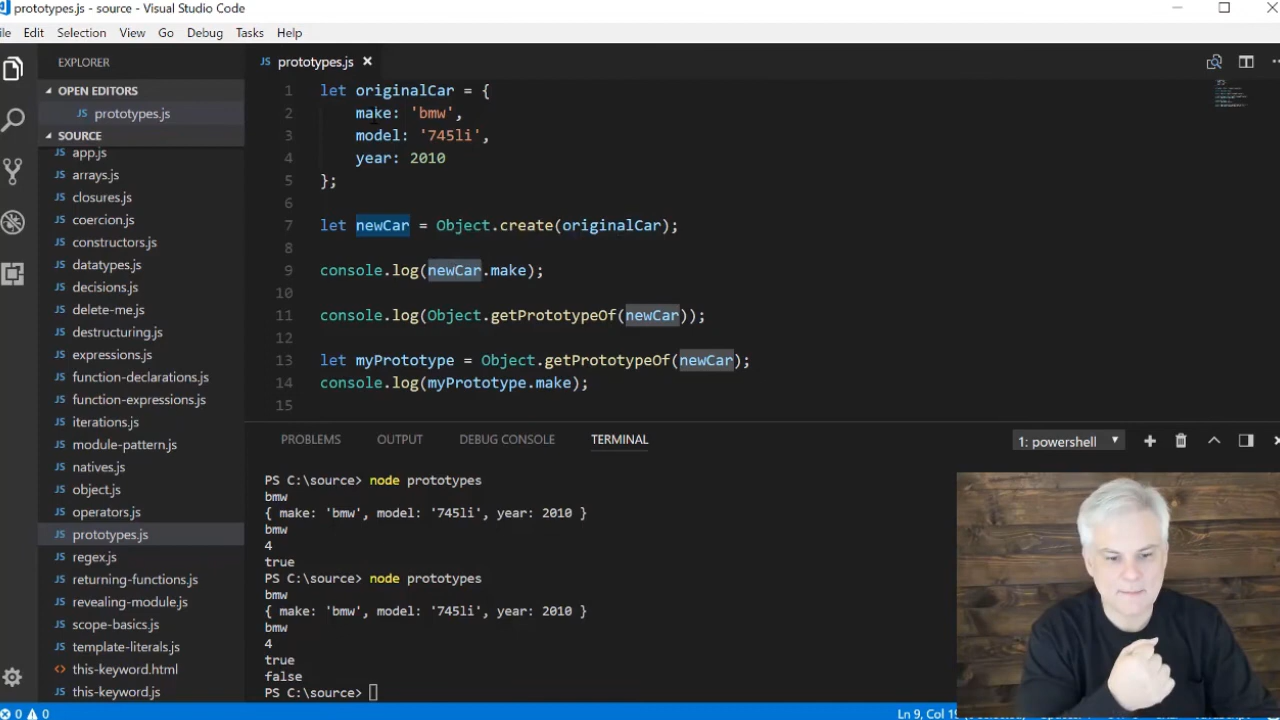 prototypes.js - source - Visual Studio Code
ile Edit Selection View Go Debug Tasks Help
EXPLORER
OPEN EDITORS
JS prototypes.js
SOURCE
JS app.js
JS arrays.js
JS closures.js
JS coercion.js
JS constructors.js
JS datatypes.js
JS decisions.js
JS delete-me.js
JS destructuring.js
JS expressions.js
JS function-declarations.js
JS function-expressions.js
JS iterations.js
JS module-pattern.js
JS natives.js
JS object.js
JS operators.js
JS prototypes.js
JS regex.js
JS returning-functions.js
JS revealing-module.js
JS scope-basics.js
JS template-literals.js
<> this-keyword.html
JS this-keyword.js
JS prototypes.js
1 let originalCar = {
2 make: 'bmw',
3 model: '745li',
4 year: 2010
5 };
6
7 let newCar = Object.create(originalCar);
8
9 console.log(newCar.make);
10
11 console.log(Object.getPrototypeOf(newCar));
12
13 let myPrototype = Object.getPrototypeOf(newCar);
14 console.log(myPrototype.make);
15
PROBLEMS OUTPUT DEBUG CONSOLE TERMINAL
1: powershell
PS C:\source> node prototypes
bmw
{ make: 'bmw', model: '745li', year: 2010 }
bmw
4
true
PS C:\source> node prototypes
bmw
{ make: 'bmw', model: '745li', year: 2010 }
bmw
4
true
false
PS C:\source>
0 0
Ln 9, Col